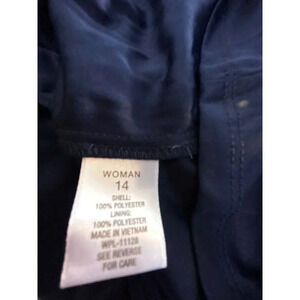 WOMAN
14
SHELL:
100% POLYESTER
LINING:
100% POLYESTER
MADE IN VIETNAM
WPL-11128
SEE REVERSE
FOR CARE